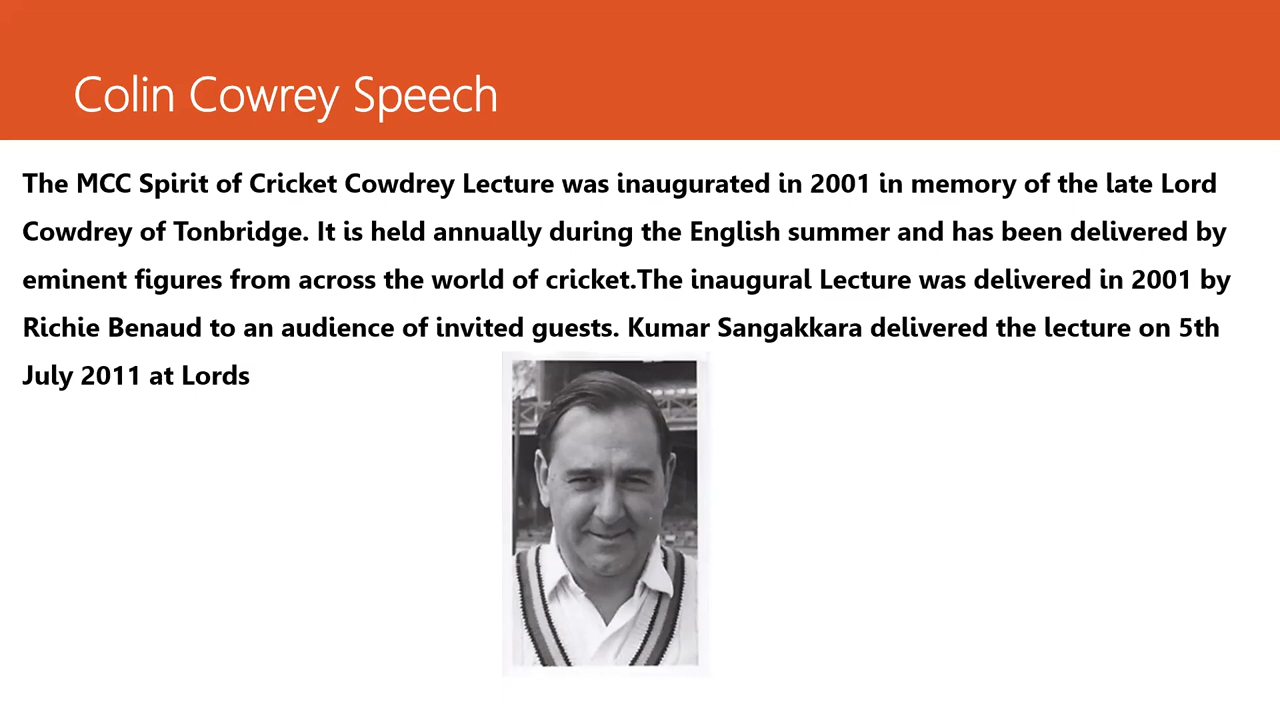 Colin Cowrey Speech
The MCC Spirit of Cricket Cowdrey Lecture was inaugurated in 2001 in memory of the late Lord
Cowdrey of Tonbridge. It is held annually during the English summer and has been delivered by
eminent figures from across the world of cricket.The inaugural Lecture was delivered in 2001 by
Richie Benaud to an audience of invited guests. Kumar Sangakkara delivered the lecture on 5th
July 2011 at Lords